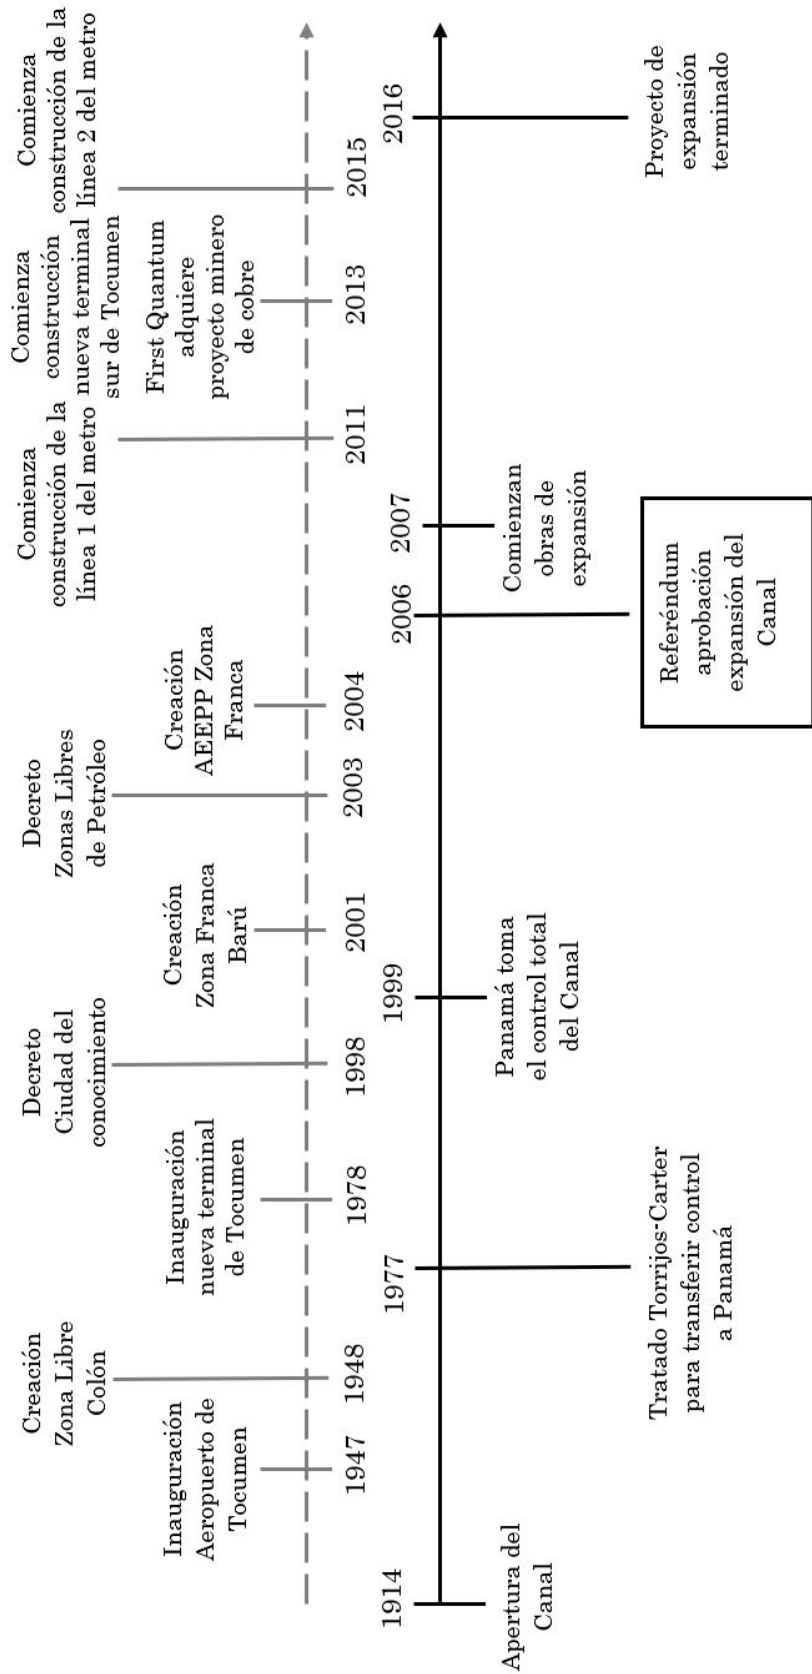 Creación
Zona Libre
Colón
Decreto
Ciudad del
conocimiento
Decreto
Zonas Libres
de Petróleo
Comienza
construcción de la
línea 1 del metro
Comienza
construcción
nueva terminal
sur de Tocumen
Comienza
construcción de la
línea 2 del metro
Inauguración
Aeropuerto de
Tocumen
Inauguración
nueva terminal
de Tocumen
Creación
Zona Franca
Barú
Creación
AEEPP Zona
Franca
First Quantum
adquiere
proyecto minero
de cobre
1947
1948
1978
1998
2001
2003
2004
2011
2013
2015
1914
1977
1999
2006
2007
2016
Apertura del
Canal
Panamá toma
el control total
del Canal
Comienzan
obras de
expansión
Tratado Torrijos-Carter
para transferir control
a Panamá
Referéndum
aprobación
expansión del
Canal
Proyecto de
expansión
terminado